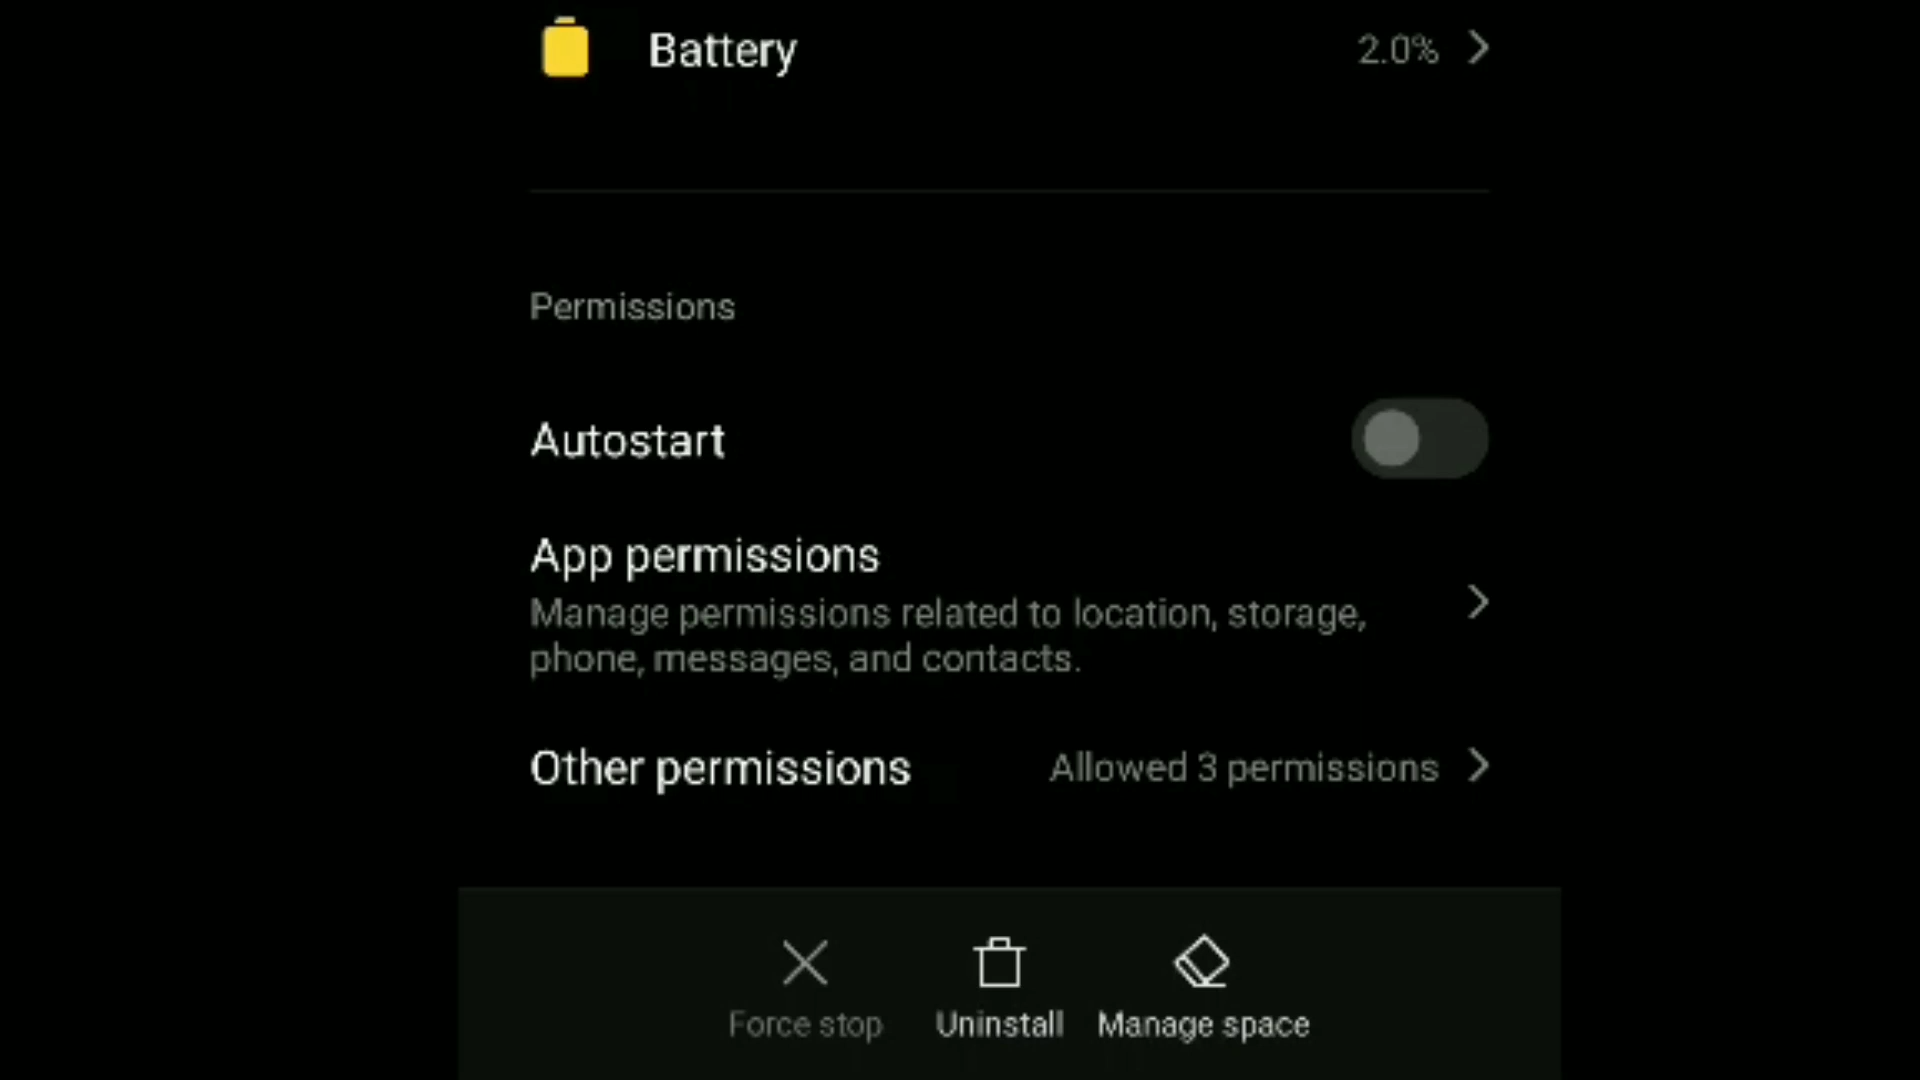 Battery 2.0%
Permissions
Autostart
App permissions
Manage permissions related to location, storage,
phone, messages, and contacts.
Other permissions Allowed 3 permissions
Force stop Uninstall Manage space